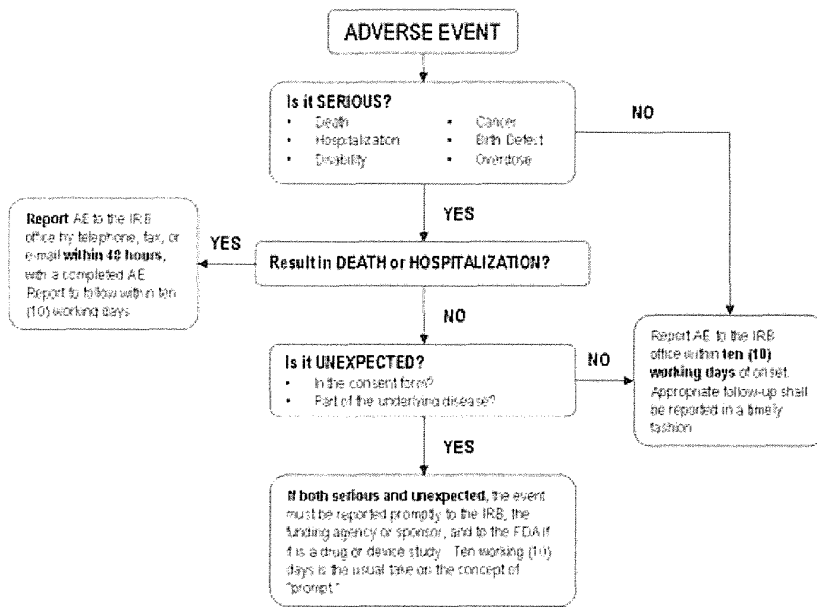 ADVERSE EVENT
Is it SERIOUS?
• Death
• Hospitalization
• Disability
• Cancer
• Birth Defect
• Overdose
NO
YES
Report AE to the IRB
office by telephone, fax, or
e-mail within 48 hours,
with a completed AE
Report to follow within ten
(10) working days
YES
Result in DEATH or HOSPITALIZATION?
NO
Is it UNEXPECTED?
• In the consent form?
• Part of the underlying disease?
NO
Report AE to the IRB
office within ten (10)
working days of onset.
Appropriate follow-up shall
be reported in a timely
fashion
YES
If both serious and unexpected, the event
must be reported promptly to the IRB, the
funding agency or sponsor, and to the FDA if
it is a drug or device study. Ten working (10)
days is the usual take on the concept of
"prompt."